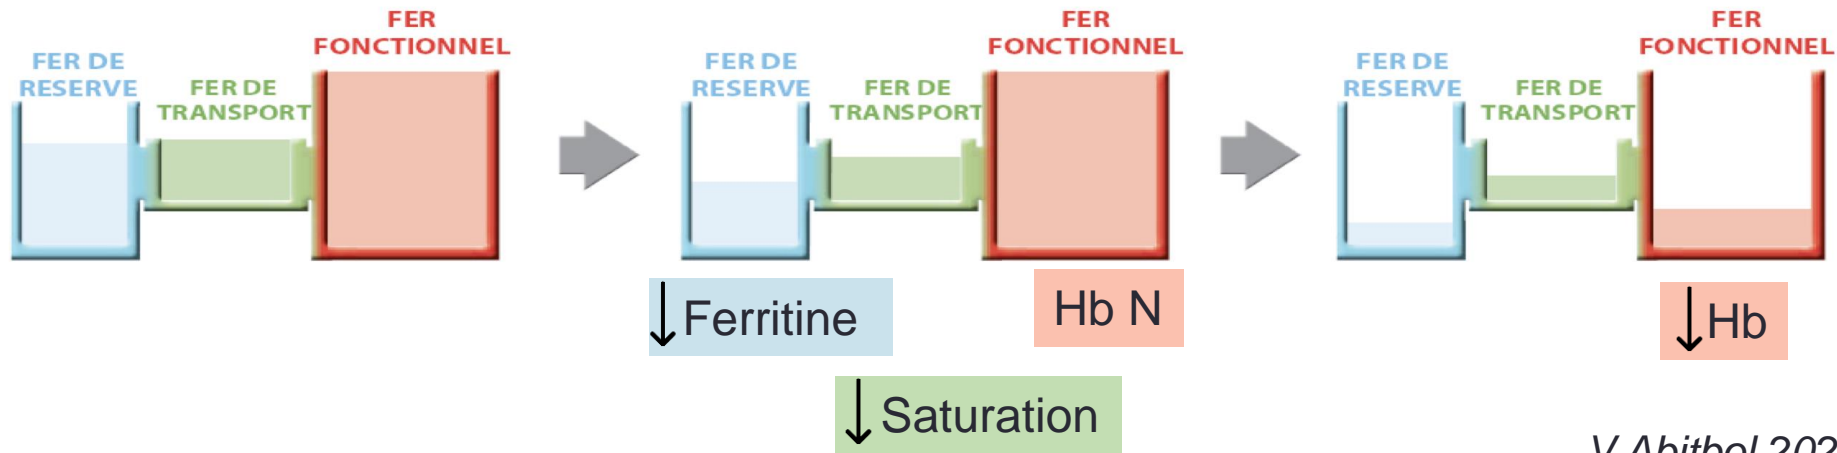 FER DE
RESERVE
FER DE
TRANSPORT
FER
FONCTIONNEL
FER DE
RESERVE
FER DE
TRANSPORT
FER
FONCTIONNEL
FER DE
RESERVE
FER DE
TRANSPORT
FER
FONCTIONNEL
↓ Ferritine
Hb N
↓ Hb
↓ Saturation
V Abitbol